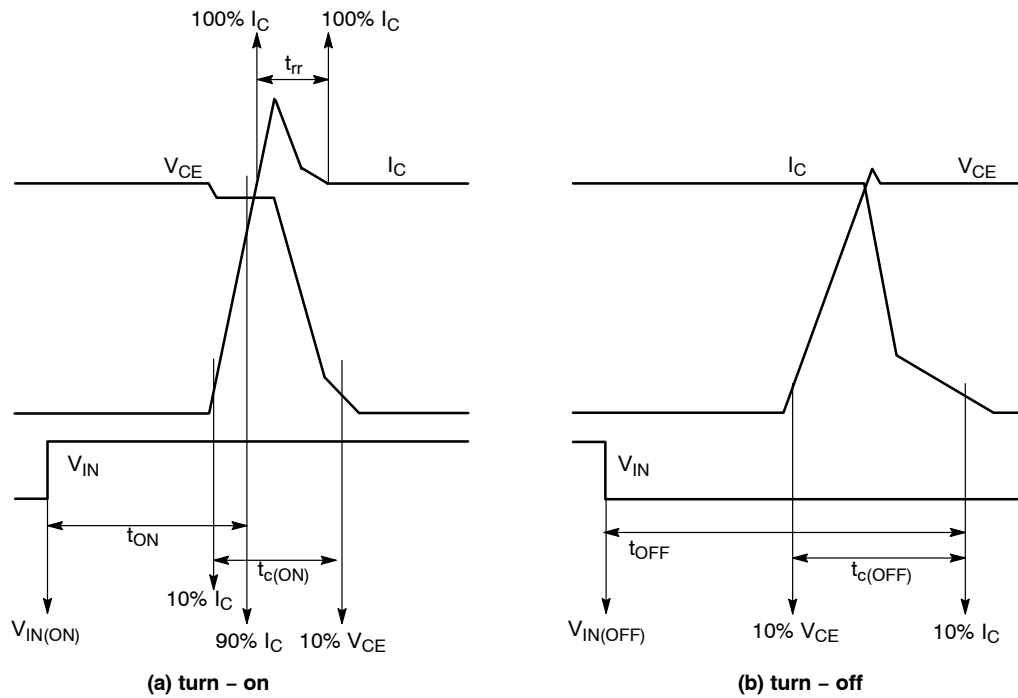 100% I_C 100% I_C
t_rr
V_CE I_C
V_IN
t_ON
t_c(ON)
10% I_C
V_IN(ON)
90% I_C 10% V_CE
(a) turn − on
I_C V_CE
V_IN
t_OFF
t_c(OFF)
V_IN(OFF) 10% V_CE 10% I_C
(b) turn − off